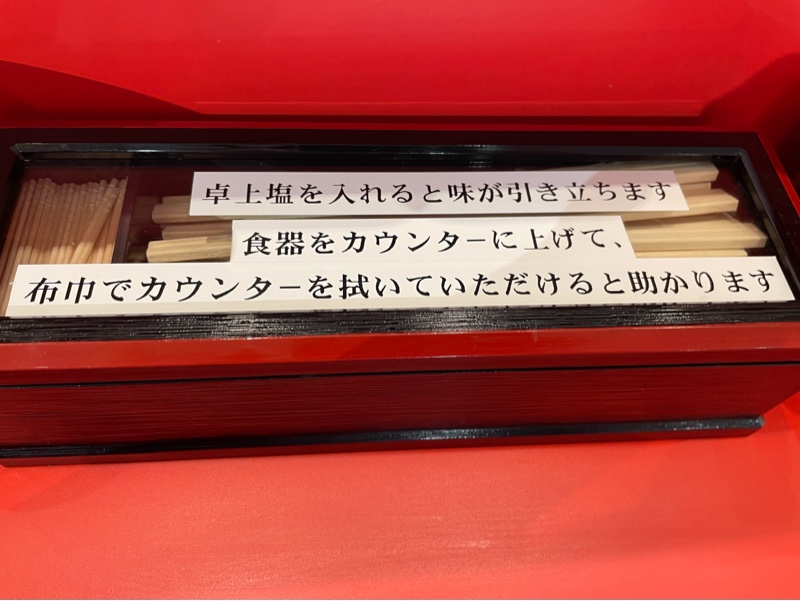 卓上塩を入れると味が引き立ちます
食器をカウンターに上げて、
布巾でカウンターを拭いていただけると助かります